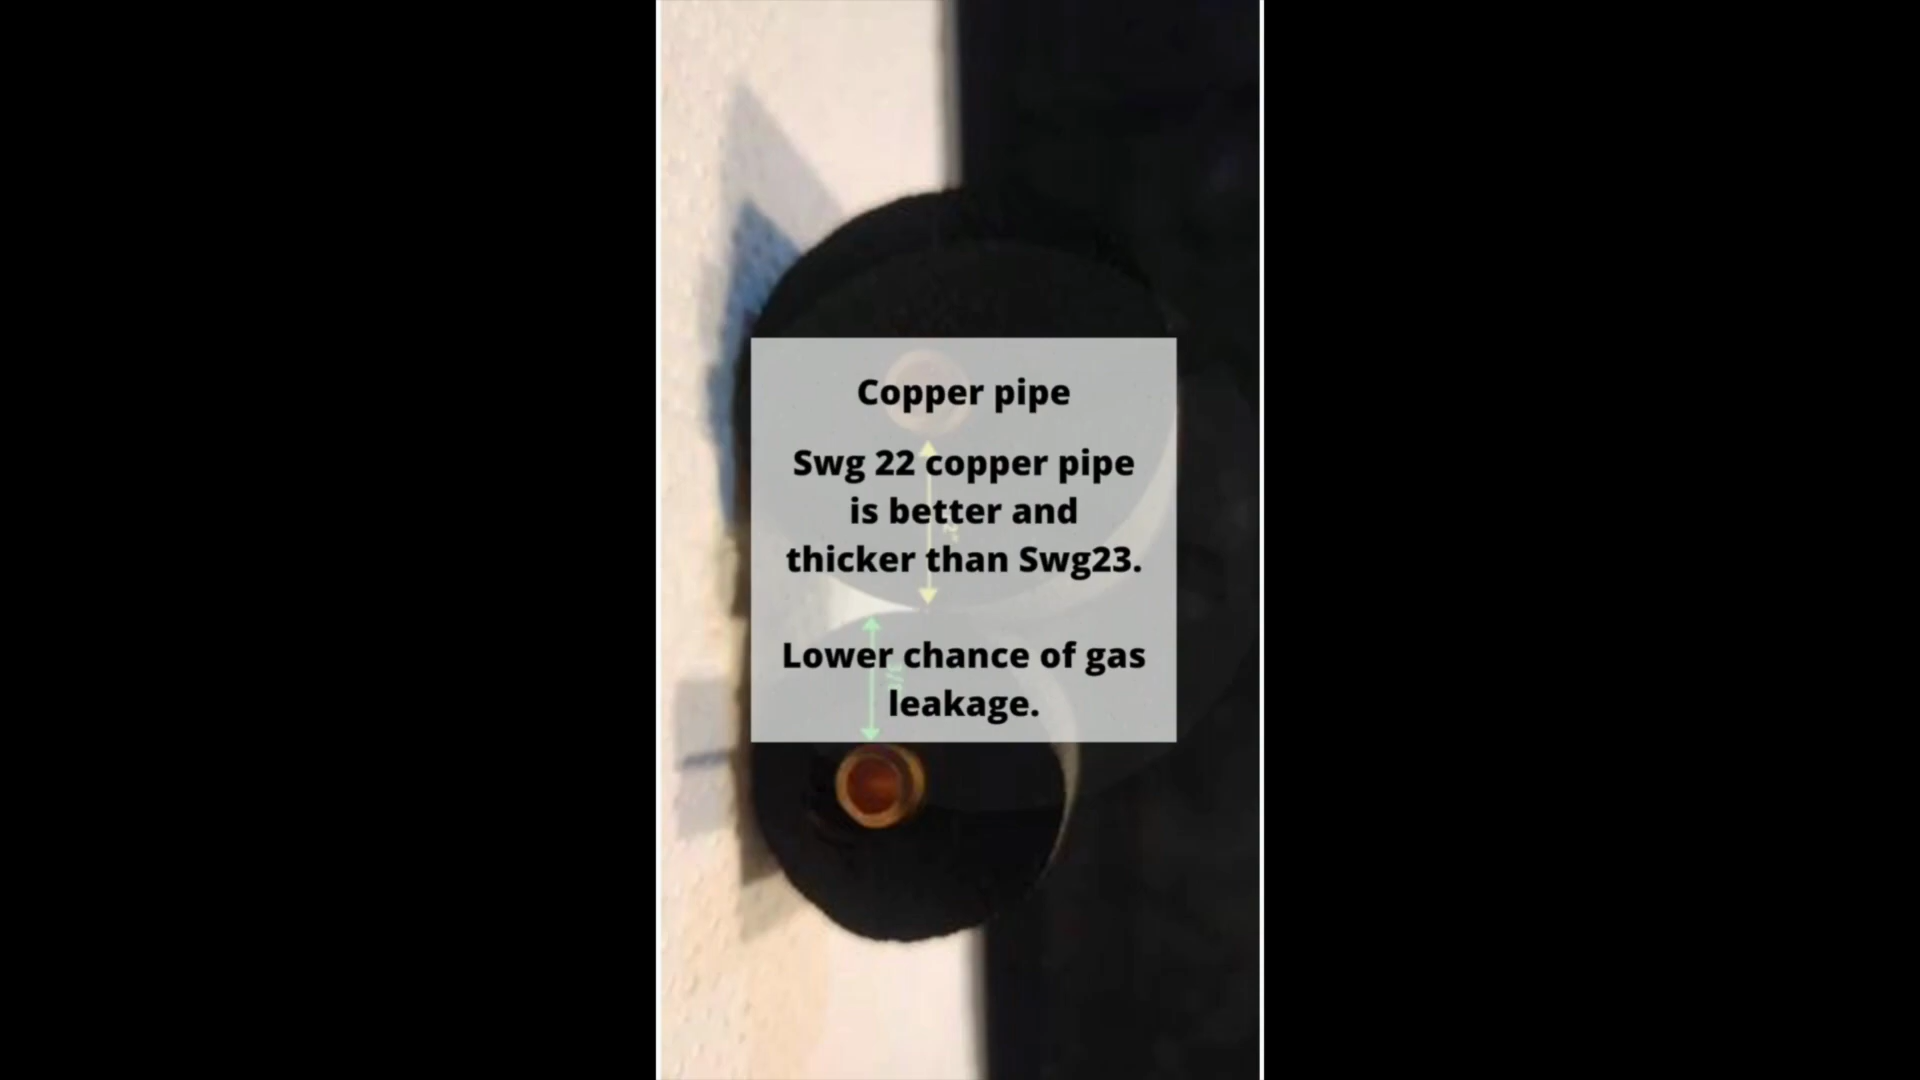 Copper pipe
Swg 22 copper pipe
is better and
thicker than Swg23.
Lower chance of gas
leakage.